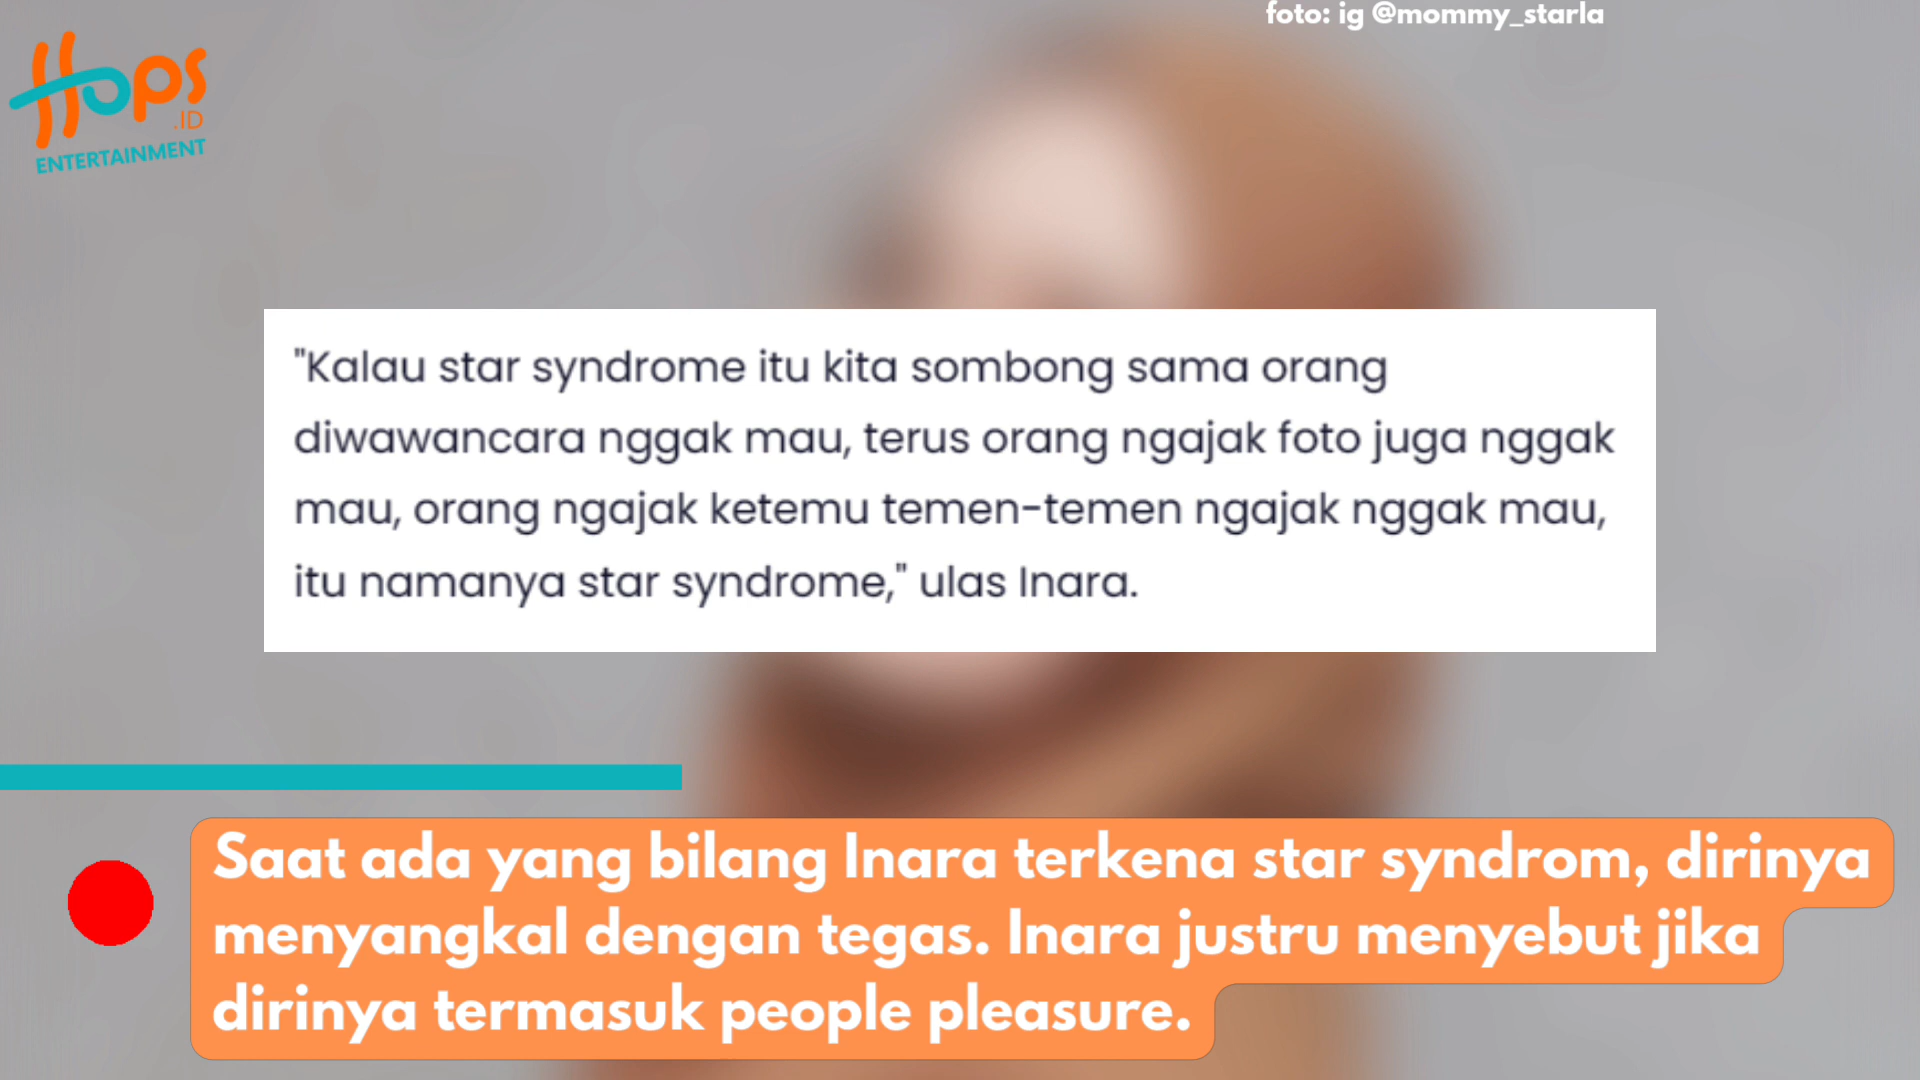 foto: ig @mommy_starla
Hops
.ID
ENTERTAINMENT
"Kalau star syndrome itu kita sombong sama orang
diwawancara nggak mau, terus orang ngajak foto juga nggak
mau, orang ngajak ketemu temen-temen ngajak nggak mau,
itu namanya star syndrome," ulas Inara.
Saat ada yang bilang Inara terkena star syndrom, dirinya
menyangkal dengan tegas. Inara justru menyebut jika
dirinya termasuk people pleasure.